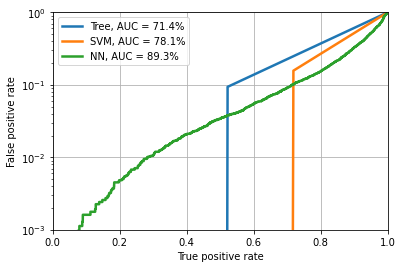 Tree, AUC = 71.4%
SVM, AUC = 78.1%
NN, AUC = 89.3%
10⁰
10⁻¹
10⁻²
10⁻³
False positive rate
0.0 0.2 0.4 0.6 0.8 1.0
True positive rate